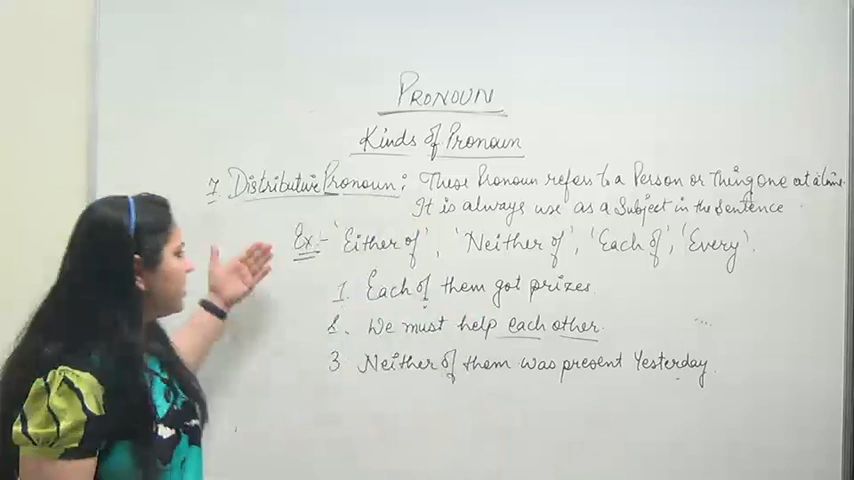 PRONOUN
Kinds of Pronoun
7 Distributive Pronoun: These Pronoun refers to a Person or Thing one at a time.
It is always use as a Subject in the Sentence
Ex:- 'Either of', 'Neither of', 'Each of', 'Every'.
1. Each of them got prizes.
2. We must help each other.
3 Neither of them was present Yesterday.